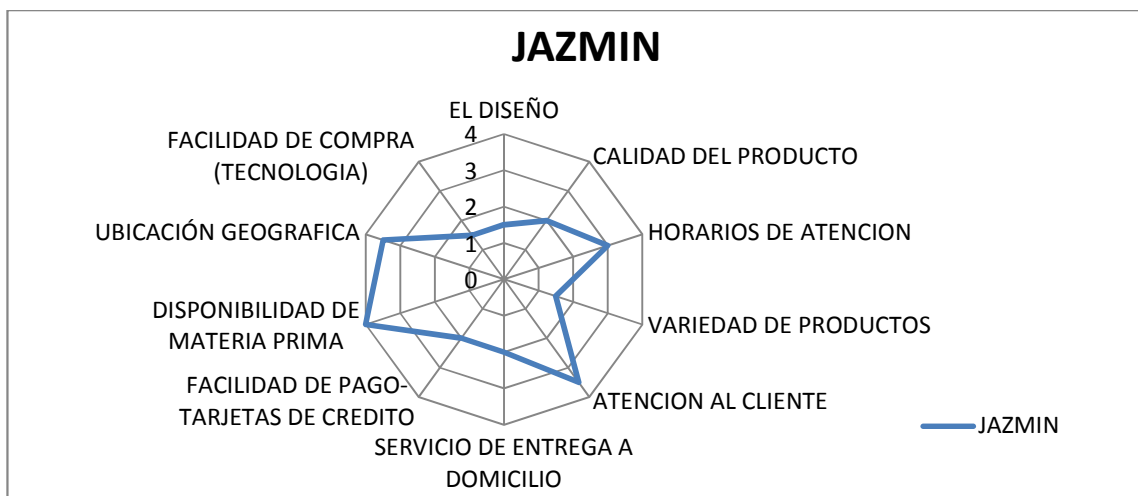 JAZMIN
EL DISEÑO
CALIDAD DEL PRODUCTO
HORARIOS DE ATENCION
VARIEDAD DE PRODUCTOS
ATENCION AL CLIENTE
SERVICIO DE ENTREGA A
DOMICILIO
FACILIDAD DE PAGO-
TARJETAS DE CREDITO
DISPONIBILIDAD DE
MATERIA PRIMA
UBICACIÓN GEOGRAFICA
FACILIDAD DE COMPRA
(TECNOLOGIA)
4
3
2
1
0
JAZMIN